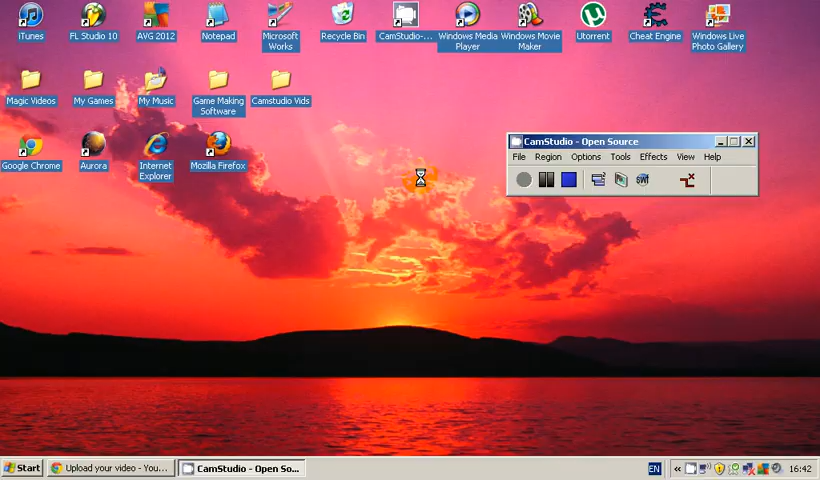 iTunes
FL Studio 10
AVG 2012
Notepad
Microsoft
Works
Recycle Bin
CamStudio-...
Windows Media
Player
Windows Movie
Maker
Utorrent
Cheat Engine
Windows Live
Photo Gallery
Magic Videos
My Games
My Music
Game Making
Software
Camstudio Vids
Google Chrome
Aurora
Internet
Explorer
Mozilla Firefox
CamStudio - Open Source
File Region Options Tools Effects View Help
SWF
Start
Upload your video - You...
CamStudio - Open So...
EN
16:42